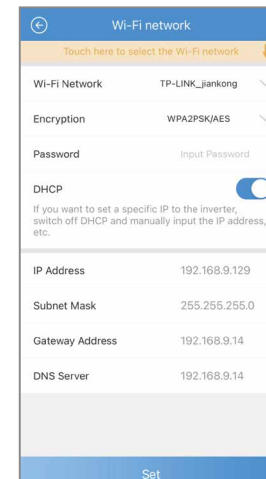 Wi-Fi network
Touch here to select the Wi-Fi network
Wi-Fi Network TP-LINK_jiankong
Encryption WPA2PSK/AES
Password Input Password
DHCP
If you want to set a specific IP to the inverter,
switch off DHCP and manually input the IP address,
etc.
IP Address 192.168.9.129
Subnet Mask 255.255.255.0
Gateway Address 192.168.9.14
DNS Server 192.168.9.14
Set